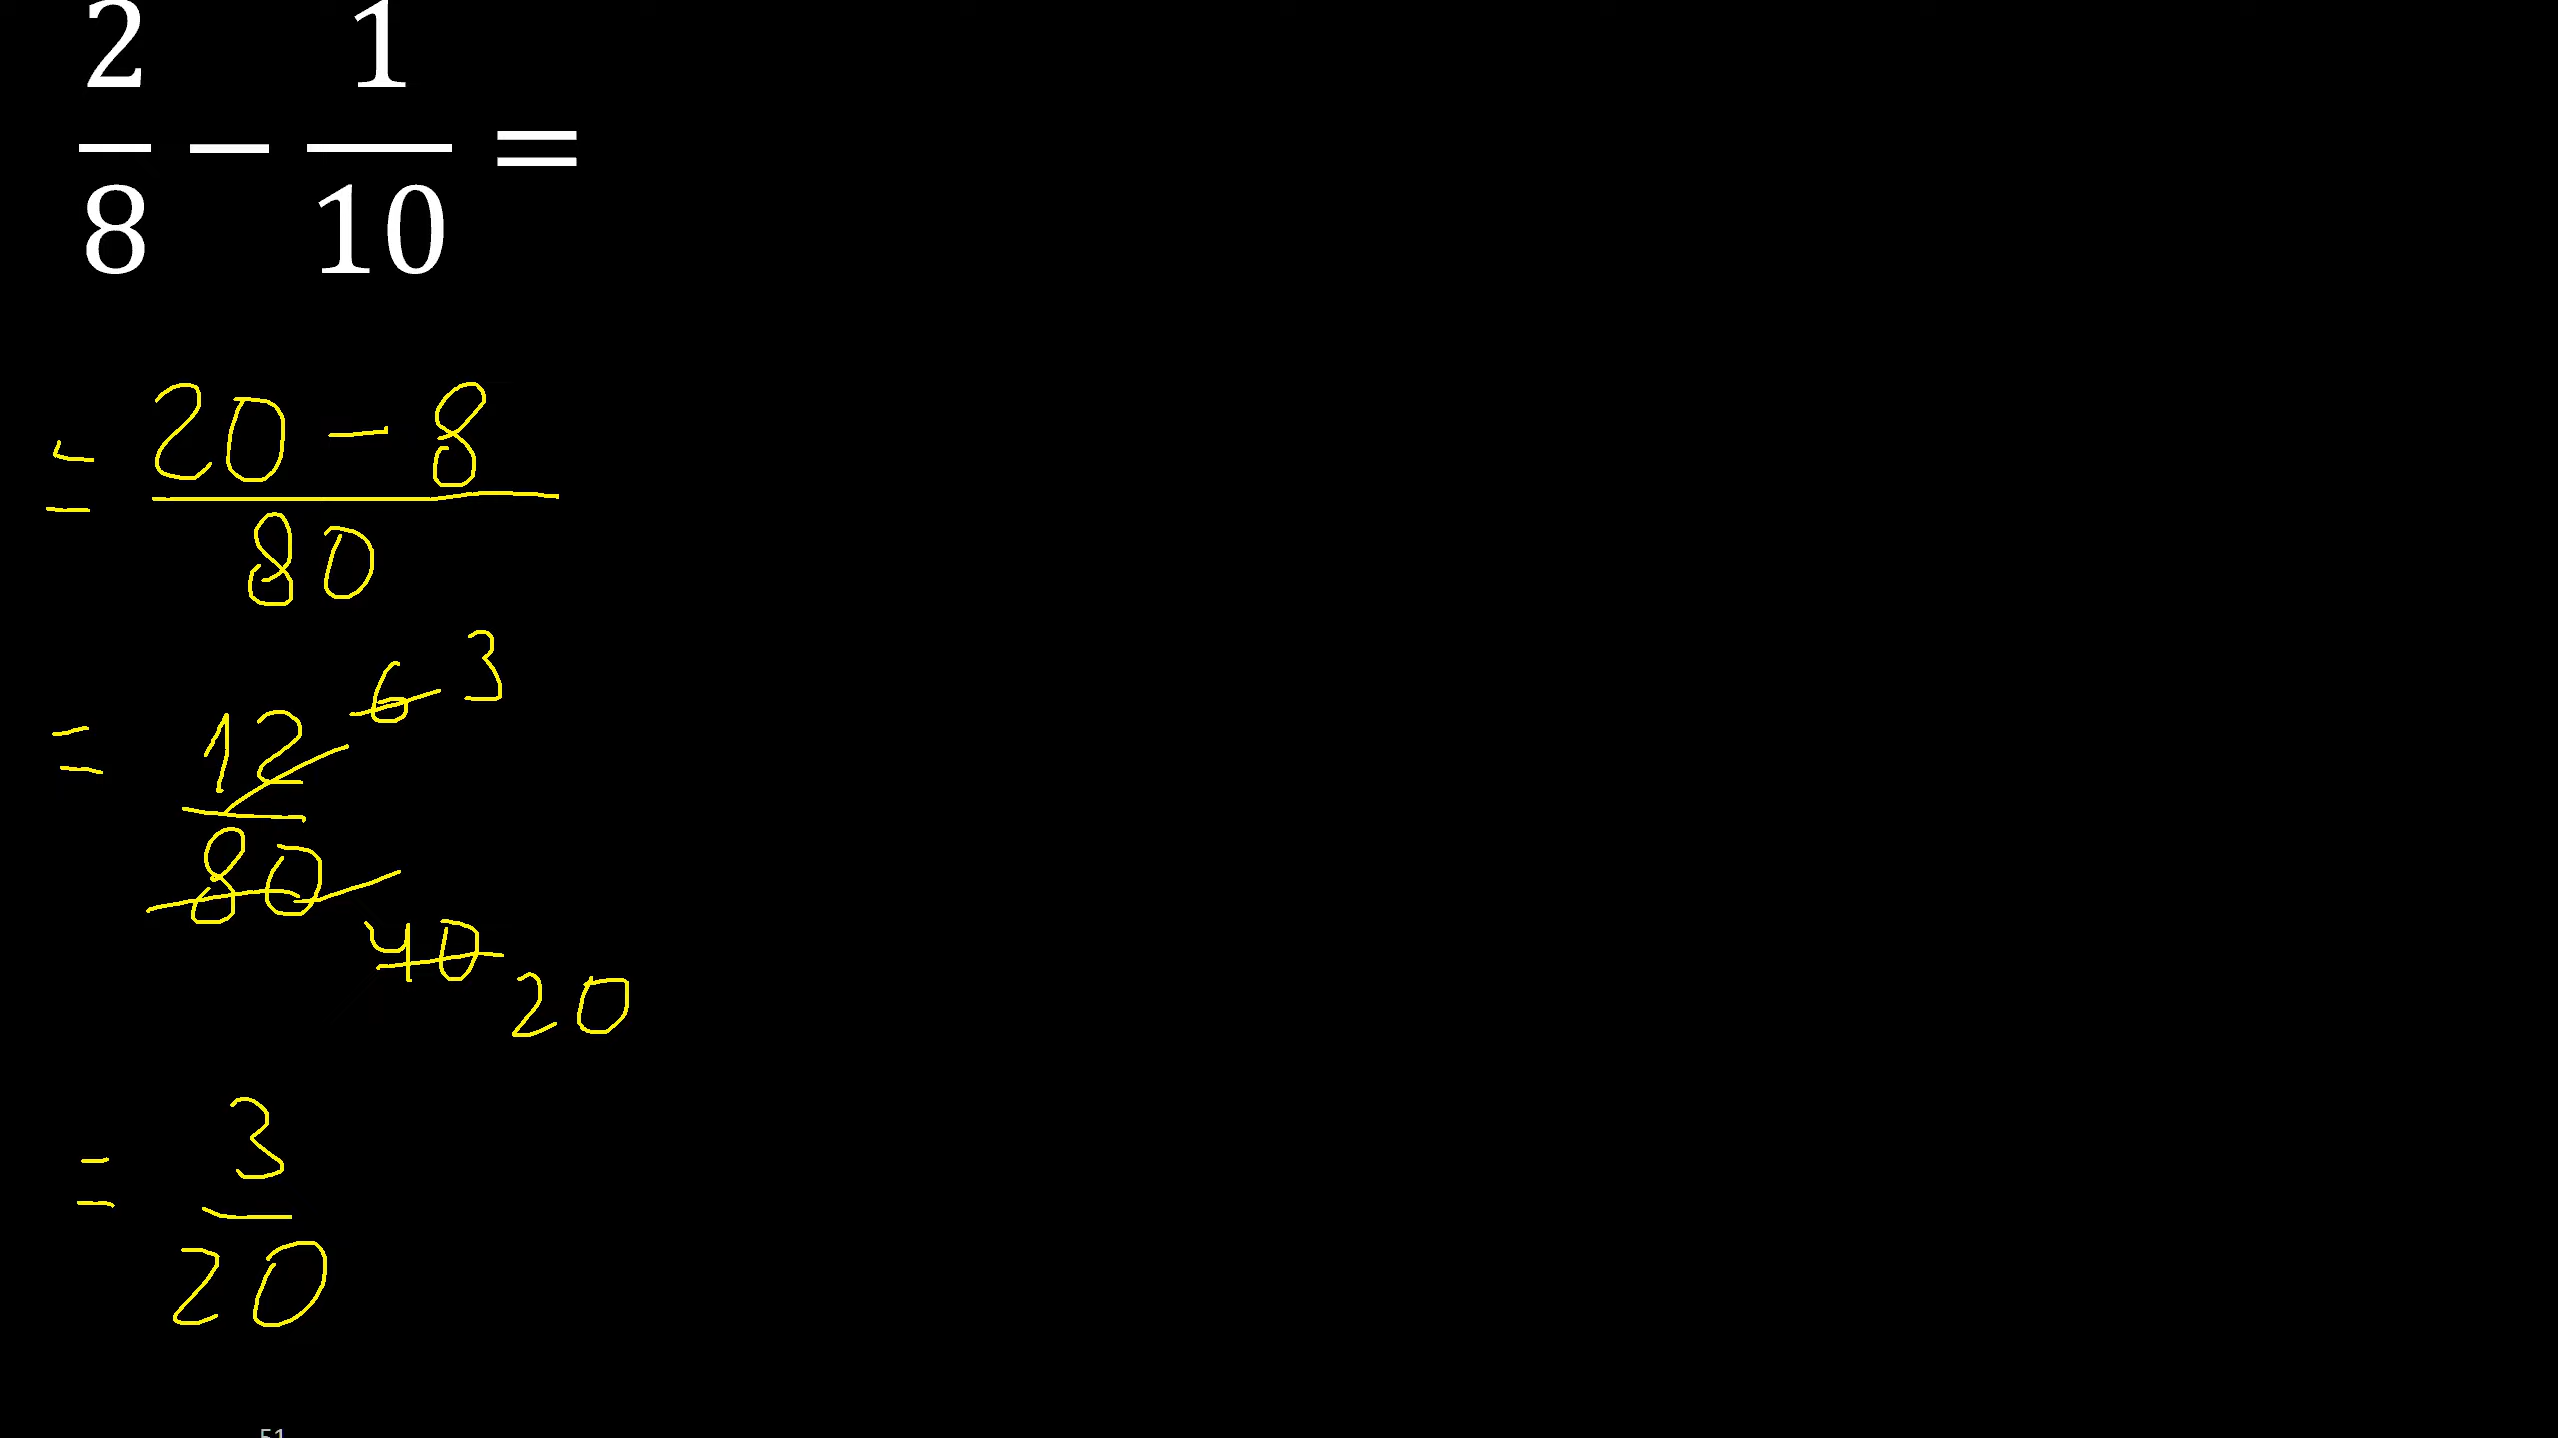 2/8 − 1/10 =
= 20 − 8 / 80
= 12/80 6 3 40 20
= 3/20